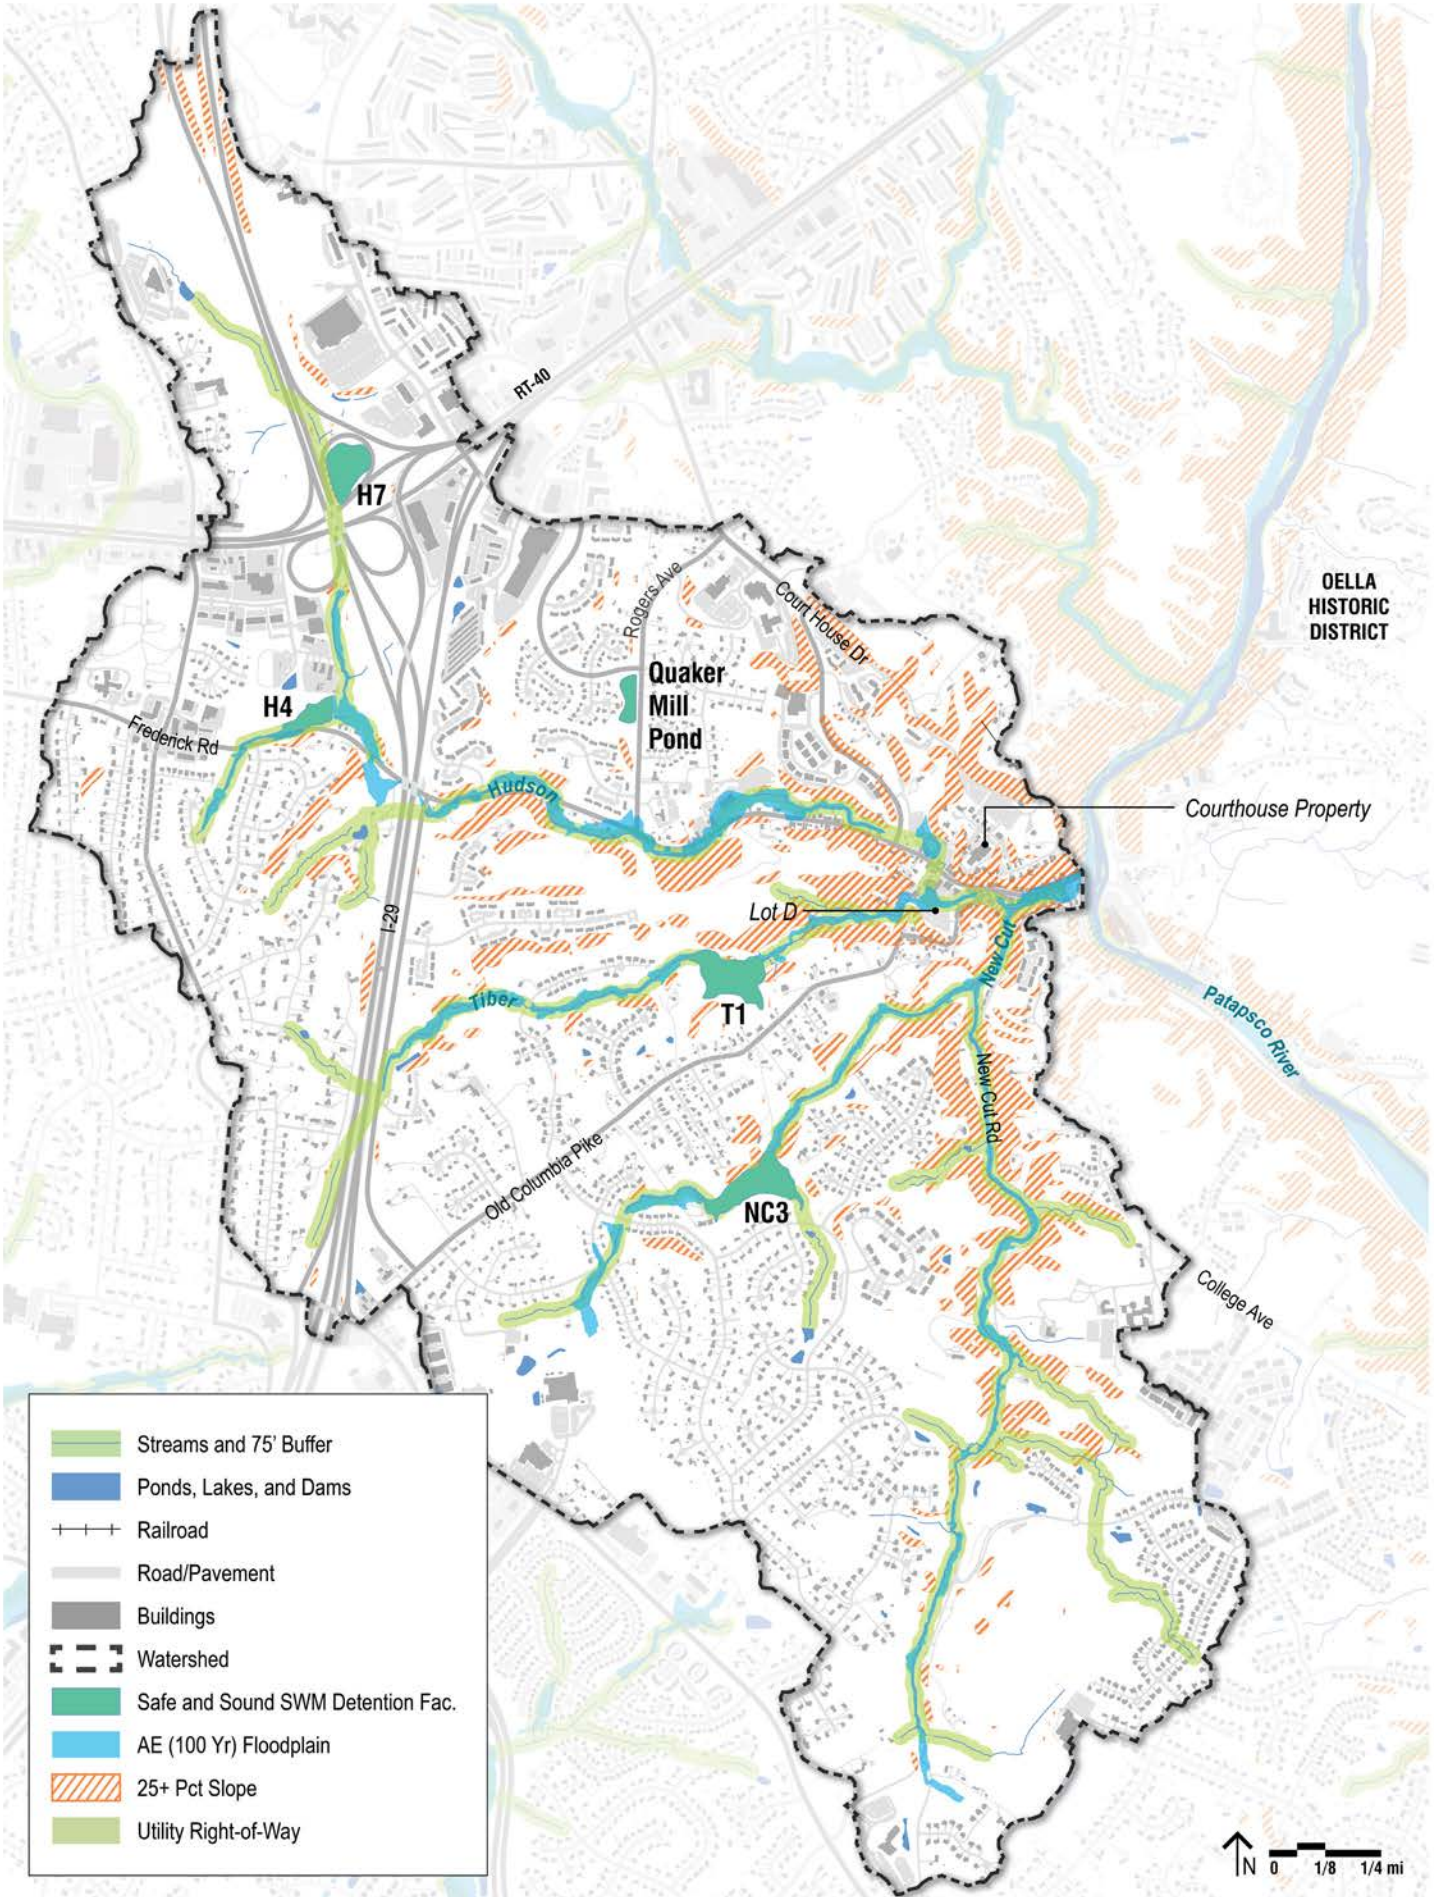 RT-40
H7
OELLA
HISTORIC
DISTRICT
Rogers Ave
Court House Dr
Quaker
Mill
Pond
H4
Frederick Rd
Hudson
Courthouse Property
I-29
Lot D
New Cut
Tiber
T1
Patapsco River
New Cut Rd
Old Columbia Pike
NC3
College Ave
Streams and 75' Buffer
Ponds, Lakes, and Dams
Railroad
Road/Pavement
Buildings
Watershed
Safe and Sound SWM Detention Fac.
AE (100 Yr) Floodplain
25+ Pct Slope
Utility Right-of-Way
N 0 1/8 1/4 mi